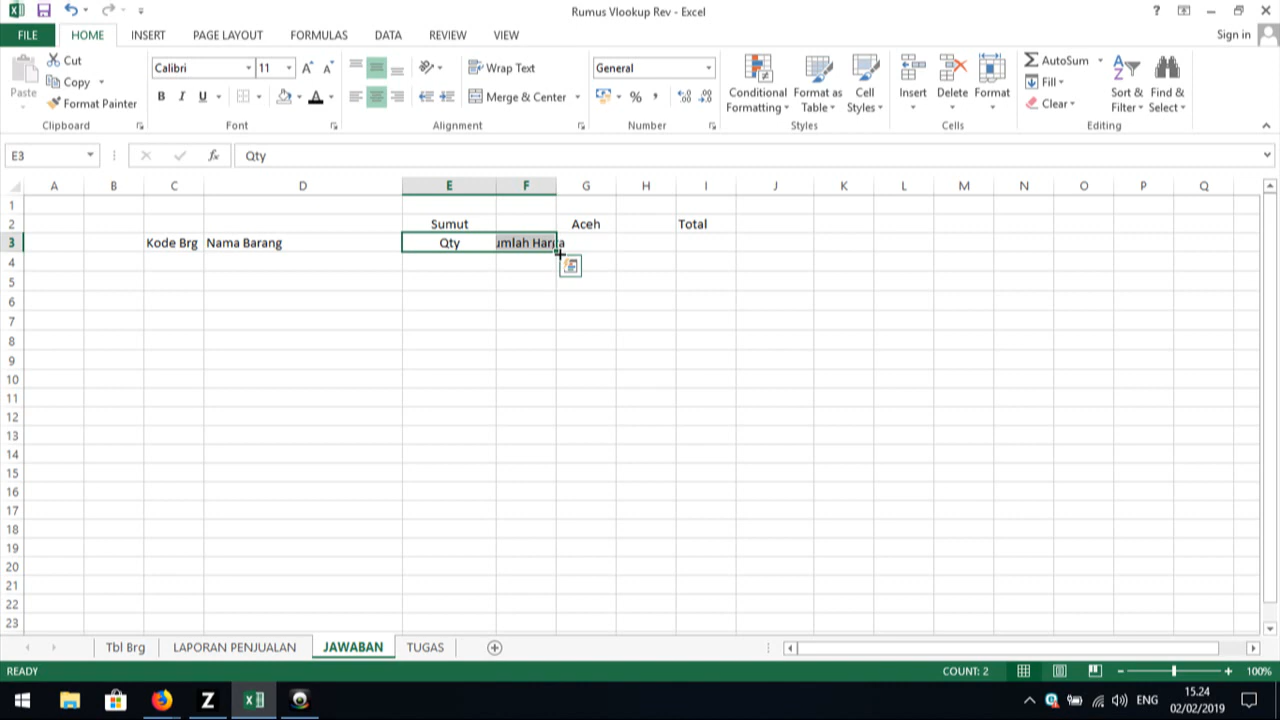 Rumus Vlookup Rev - Excel
?
FILE HOME INSERT PAGE LAYOUT FORMULAS DATA REVIEW VIEW Sign in
Paste Cut Copy Format Painter
Calibri 11
B I U A
Wrap Text
Merge & Center
General
%
Conditional Formatting Format as Table Cell Styles
Insert Delete Format
AutoSum Fill Clear
Sort & Filter Find & Select
Clipboard Font Alignment Number Styles Cells Editing
E3 fx Qty
A B C D E F G H I J K L M N O P Q
1
2 Sumut Aceh Total
3 Kode Brg Nama Barang Qty umlah Harga
4
5
6
7
8
9
10
11
12
13
14
15
16
17
18
19
20
21
22
23
Tbl Brg LAPORAN PENJUALAN JAWABAN TUGAS
READY COUNT: 2 100%
Z ENG 15.24
02/02/2019